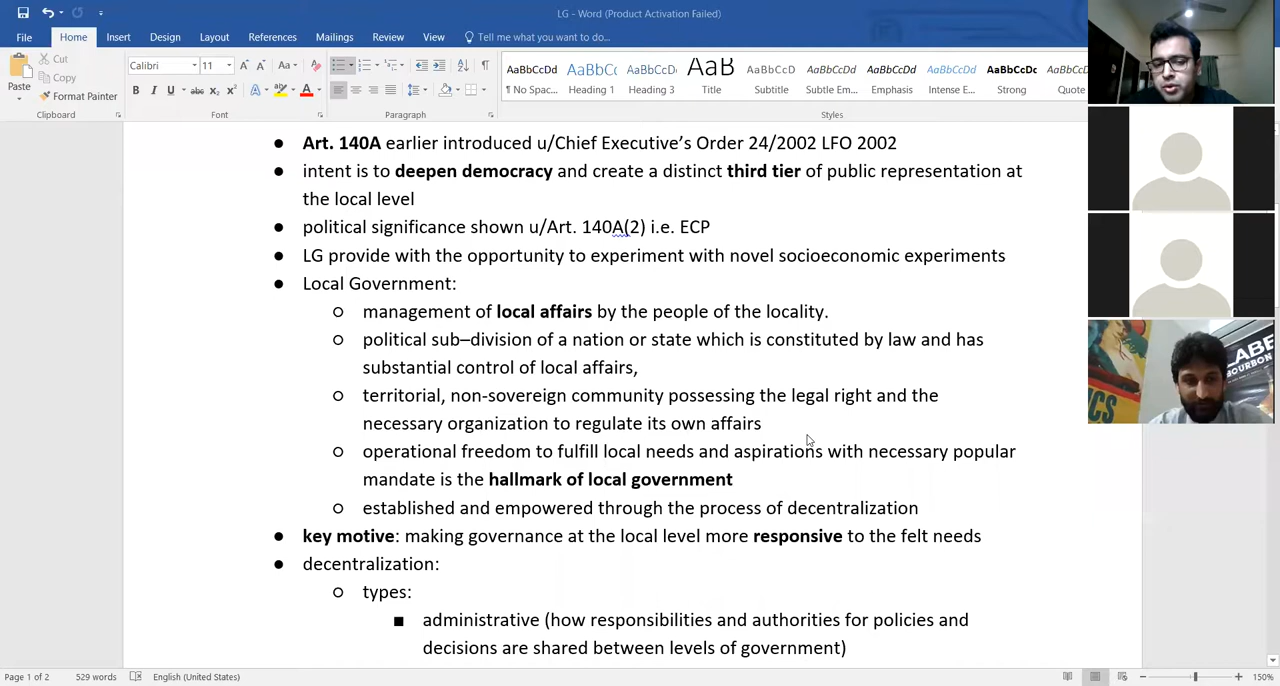 LG - Word (Product Activation Failed)
File Home Insert Design Layout References Mailings Review View Tell me what you want to do...
Cut
Copy
Format Painter
Paste
Clipboard
Calibri 11
Font
Paragraph
AaBbCcDd AaBbCc AaBbCcDd AaB AaBbCcDd AaBbCcDd AaBbCcDd AaBbCcDd AaBbCcDc AaBbCcDd
¶ No Spac... Heading 1 Heading 3 Title Subtitle Subtle Em... Emphasis Intense E... Strong Quote
Styles
● Art. 140A earlier introduced u/Chief Executive's Order 24/2002 LFO 2002
● intent is to deepen democracy and create a distinct third tier of public representation at
the local level
● political significance shown u/Art. 140A(2) i.e. ECP
● LG provide with the opportunity to experiment with novel socioeconomic experiments
● Local Government:
○ management of local affairs by the people of the locality.
○ political sub–division of a nation or state which is constituted by law and has
substantial control of local affairs,
○ territorial, non-sovereign community possessing the legal right and the
necessary organization to regulate its own affairs
○ operational freedom to fulfill local needs and aspirations with necessary popular
mandate is the hallmark of local government
○ established and empowered through the process of decentralization
● key motive: making governance at the local level more responsive to the felt needs
● decentralization:
○ types:
■ administrative (how responsibilities and authorities for policies and
decisions are shared between levels of government)
LABE
BOURBON
Page 1 of 2 529 words English (United States) 150%